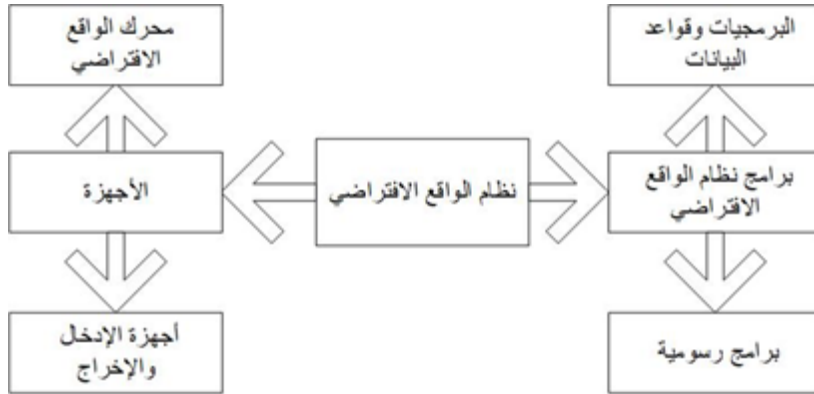 البرمجيات وقواعد
البيانات
محرك الواقع
الافتراضي
برامج نظام الواقع
الافتراضي
نظام الواقع الافتراضي
الأجهزة
برامج رسومية
أجهزة الإدخال
والإخراج